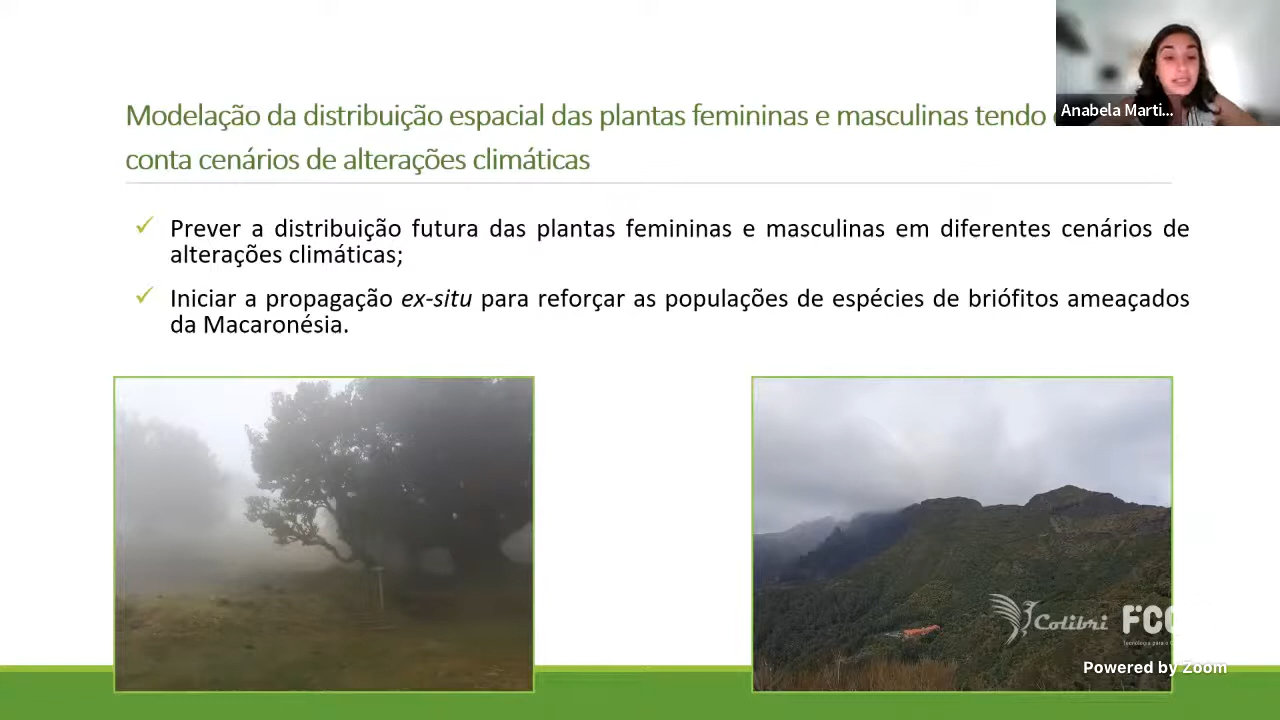 Modelação da distribuição espacial das plantas femininas e masculinas tendo
conta cenários de alterações climáticas
Anabela Marti...
✓ Prever a distribuição futura das plantas femininas e masculinas em diferentes cenários de
alterações climáticas;
✓ Iniciar a propagação ex-situ para reforçar as populações de espécies de briófitos ameaçados
da Macaronésia.
Colibri
Powered by Zoom